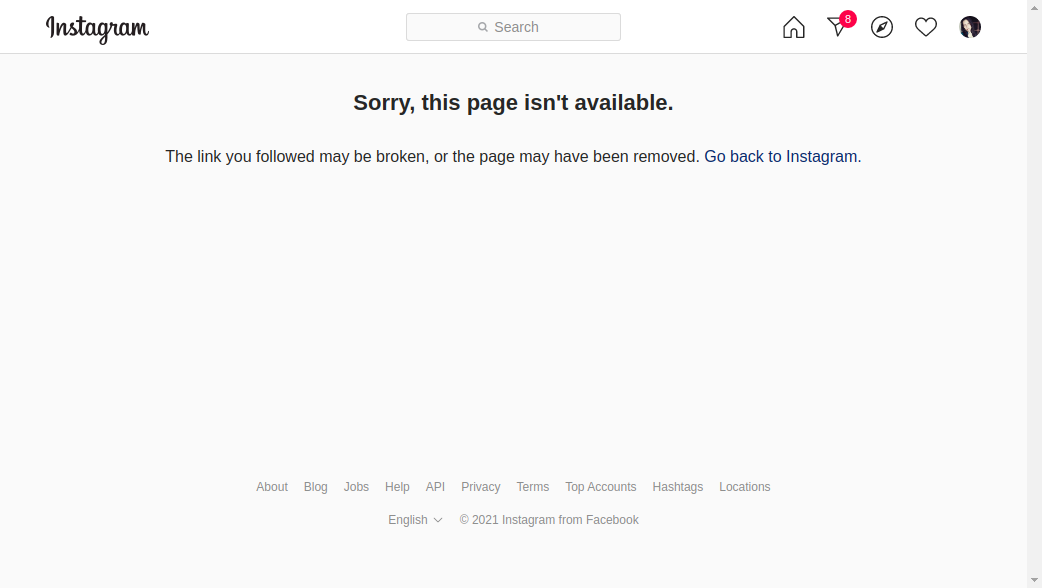 Instagram
Search
8
Sorry, this page isn't available.
The link you followed may be broken, or the page may have been removed. Go back to Instagram.
About Blog Jobs Help API Privacy Terms Top Accounts Hashtags Locations
English © 2021 Instagram from Facebook